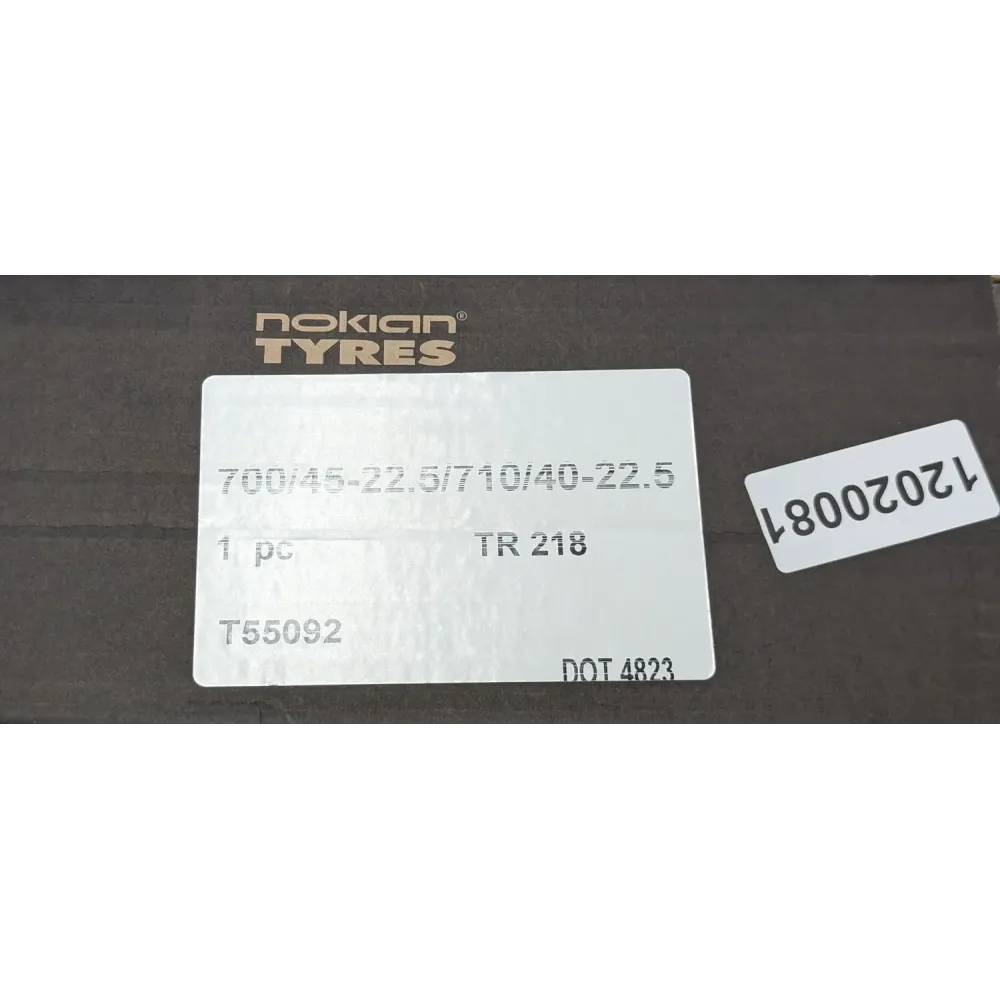 nokian®
TYRES
700/45-22.5/710/40-22.5
1 pc TR 218
T55092
DOT 4823
12020081